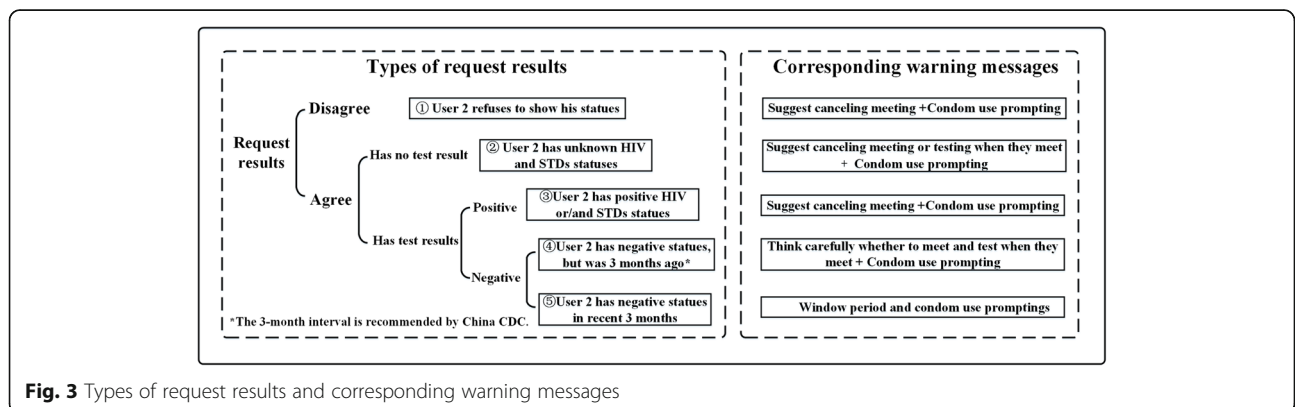 Types of request results
Corresponding warning messages
Disagree
① User 2 refuses to show his statues
Suggest canceling meeting +Condom use prompting
Request
results
Has no test result
② User 2 has unknown HIV
and STDs statuses
Suggest canceling meeting or testing when they meet
+ Condom use prompting
Agree
Positive
③User 2 has positive HIV
or/and STDs statues
Suggest canceling meeting +Condom use prompting
Has test results
Negative
④User 2 has negative statues,
but was 3 months ago*
Think carefully whether to meet and test when they
meet + Condom use prompting
⑤User 2 has negative statues
in recent 3 months
Window period and condom use promptings
*The 3-month interval is recommended by China CDC.
Fig. 3 Types of request results and corresponding warning messages